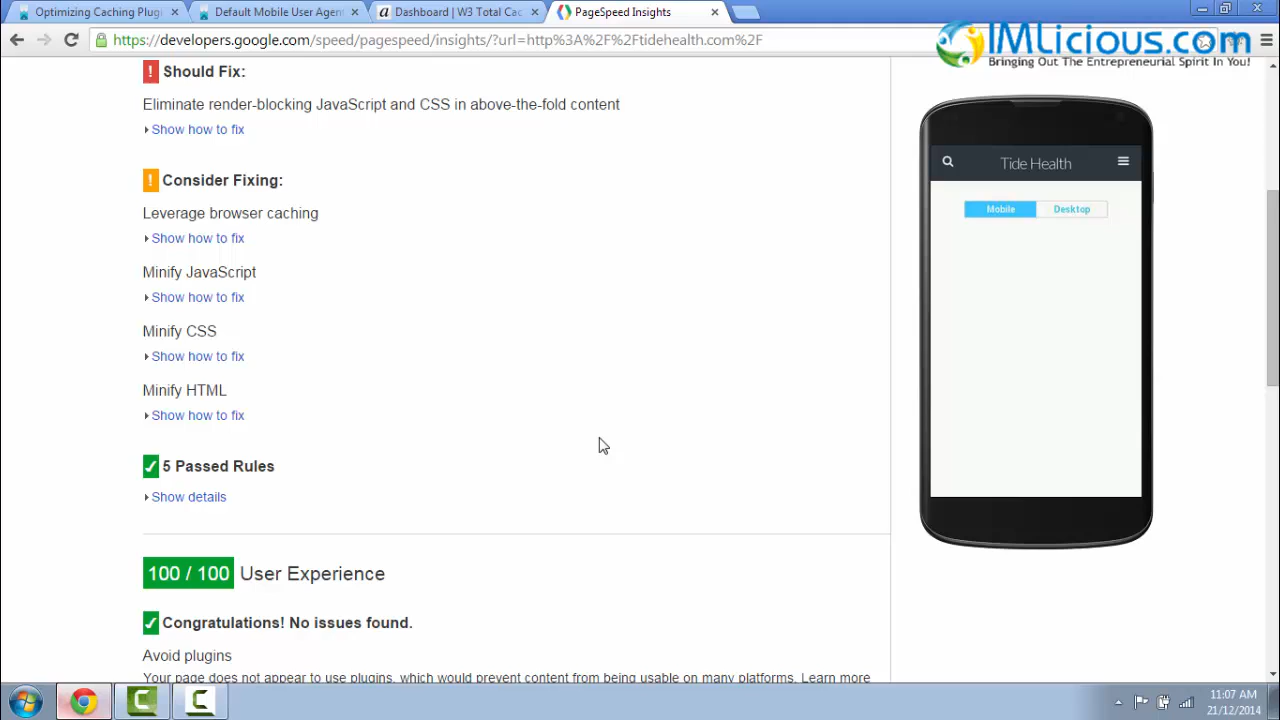 Optimizing Caching Plugi
Default Mobile User Agen
Dashboard | W3 Total Cac
PageSpeed Insights
https://developers.google.com/speed/pagespeed/insights/?url=http%3A%2F%2Ftidehealth.com%2F
IMLicious.com
Bringing Out The Entrepreneurial Spirit In You!
! Should Fix:
Eliminate render-blocking JavaScript and CSS in above-the-fold content
Show how to fix
! Consider Fixing:
Leverage browser caching
Show how to fix
Minify JavaScript
Show how to fix
Minify CSS
Show how to fix
Minify HTML
Show how to fix
5 Passed Rules
Show details
100 / 100 User Experience
Congratulations! No issues found.
Avoid plugins
Your page does not appear to use plugins, which would prevent content from being usable on many platforms. Learn more
Tide Health
Mobile Desktop
11:07 AM
21/12/2014